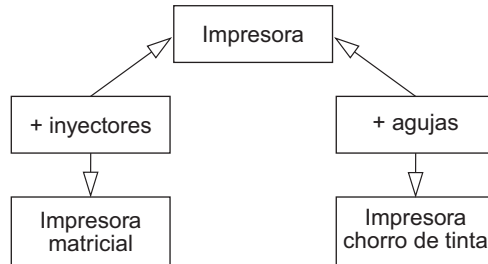 Impresora
+ inyectores
+ agujas
Impresora
matricial
Impresora
chorro de tinta